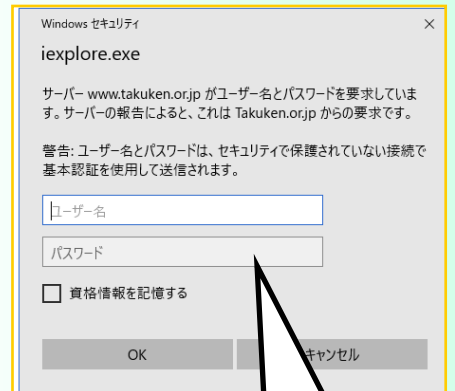 Windows セキュリティ
iexplore.exe
サーバー www.takuken.or.jp がユーザー名とパスワードを要求していま
す。サーバーの報告によると、これは Takuken.or.jp からの要求です。
警告: ユーザー名とパスワードは、セキュリティで保護されていない接続で
基本認証を使用して送信されます。
ユーザー名
パスワード
資格情報を記憶する
OK キャンセル